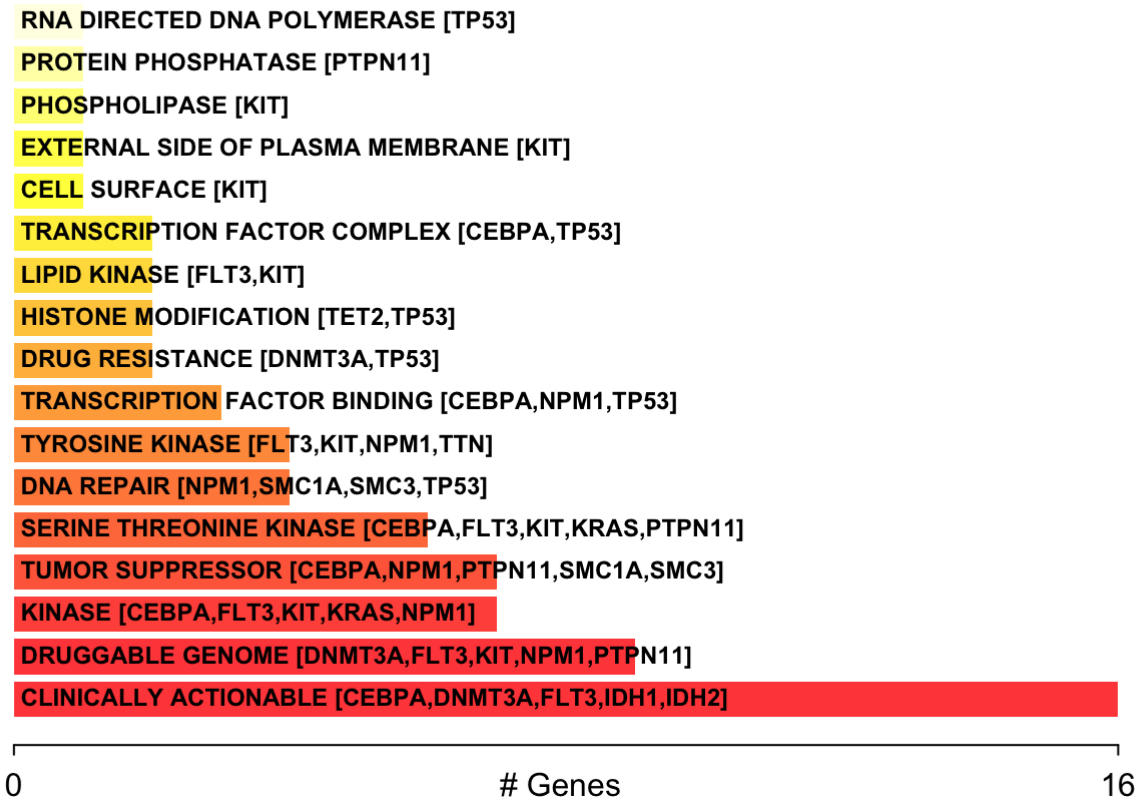 RNA DIRECTED DNA POLYMERASE [TP53]
PROTEIN PHOSPHATASE [PTPN11]
PHOSPHOLIPASE [KIT]
EXTERNAL SIDE OF PLASMA MEMBRANE [KIT]
CELL SURFACE [KIT]
TRANSCRIPTION FACTOR COMPLEX [CEBPA,TP53]
LIPID KINASE [FLT3,KIT]
HISTONE MODIFICATION [TET2,TP53]
DRUG RESISTANCE [DNMT3A,TP53]
TRANSCRIPTION FACTOR BINDING [CEBPA,NPM1,TP53]
TYROSINE KINASE [FLT3,KIT,NPM1,TTN]
DNA REPAIR [NPM1,SMC1A,SMC3,TP53]
SERINE THREONINE KINASE [CEBPA,FLT3,KIT,KRAS,PTPN11]
TUMOR SUPPRESSOR [CEBPA,NPM1,PTPN11,SMC1A,SMC3]
KINASE [CEBPA,FLT3,KIT,KRAS,NPM1]
DRUGGABLE GENOME [DNMT3A,FLT3,KIT,NPM1,PTPN11]
CLINICALLY ACTIONABLE [CEBPA,DNMT3A,FLT3,IDH1,IDH2]
0 # Genes 16